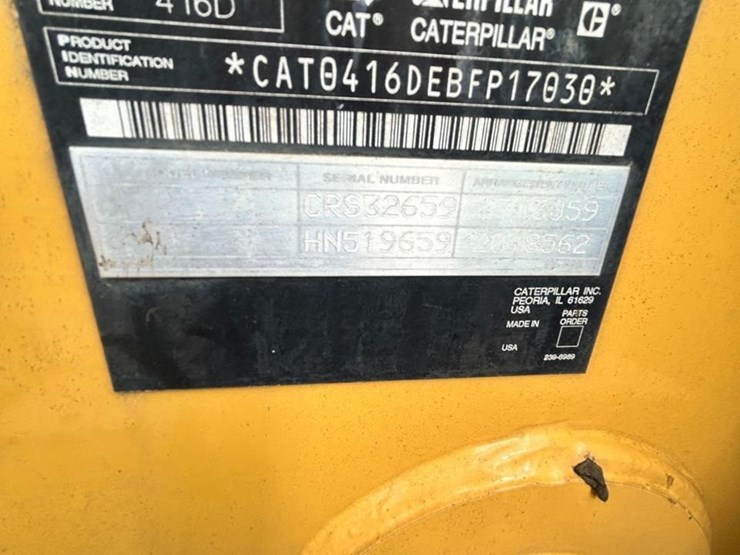 NUMBER 416D
CAT® CATERPILLAR®
PRODUCT
IDENTIFICATION
NUMBER
*CAT0416DEBFP17030*
SERIAL NUMBER
CRS32659
HN519659
CATERPILLAR INC.
PEORIA, IL 61629
USA
MADE IN
PARTS
ORDER
USA
239-6989